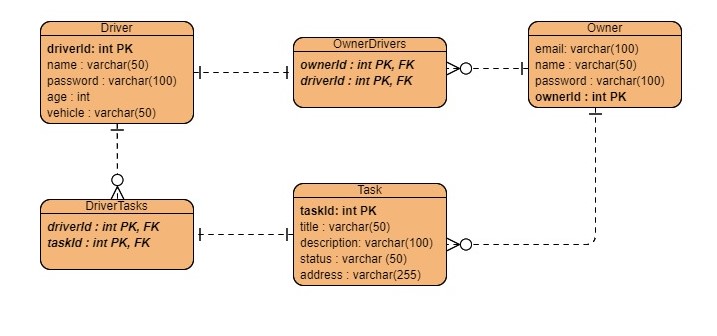 Driver
driverId: int PK
name : varchar(50)
password : varchar(100)
age : int
vehicle : varchar(50)
OwnerDrivers
ownerId : int PK, FK
driverId : int PK, FK
Owner
email: varchar(100)
name : varchar(50)
password : varchar(100)
ownerId : int PK
DriverTasks
driverId : int PK, FK
taskId : int PK, FK
Task
taskId: int PK
title : varchar(50)
description: varchar(100)
status : varchar (50)
address : varchar(255)